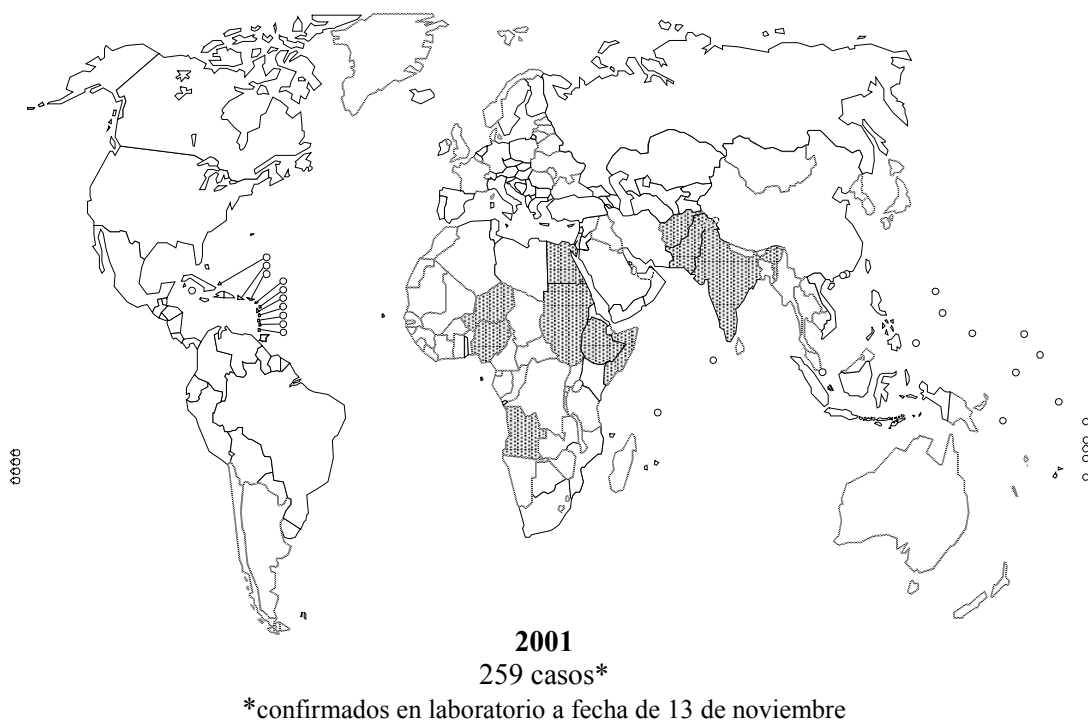 2001
259 casos*
*confirmados en laboratorio a fecha de 13 de noviembre